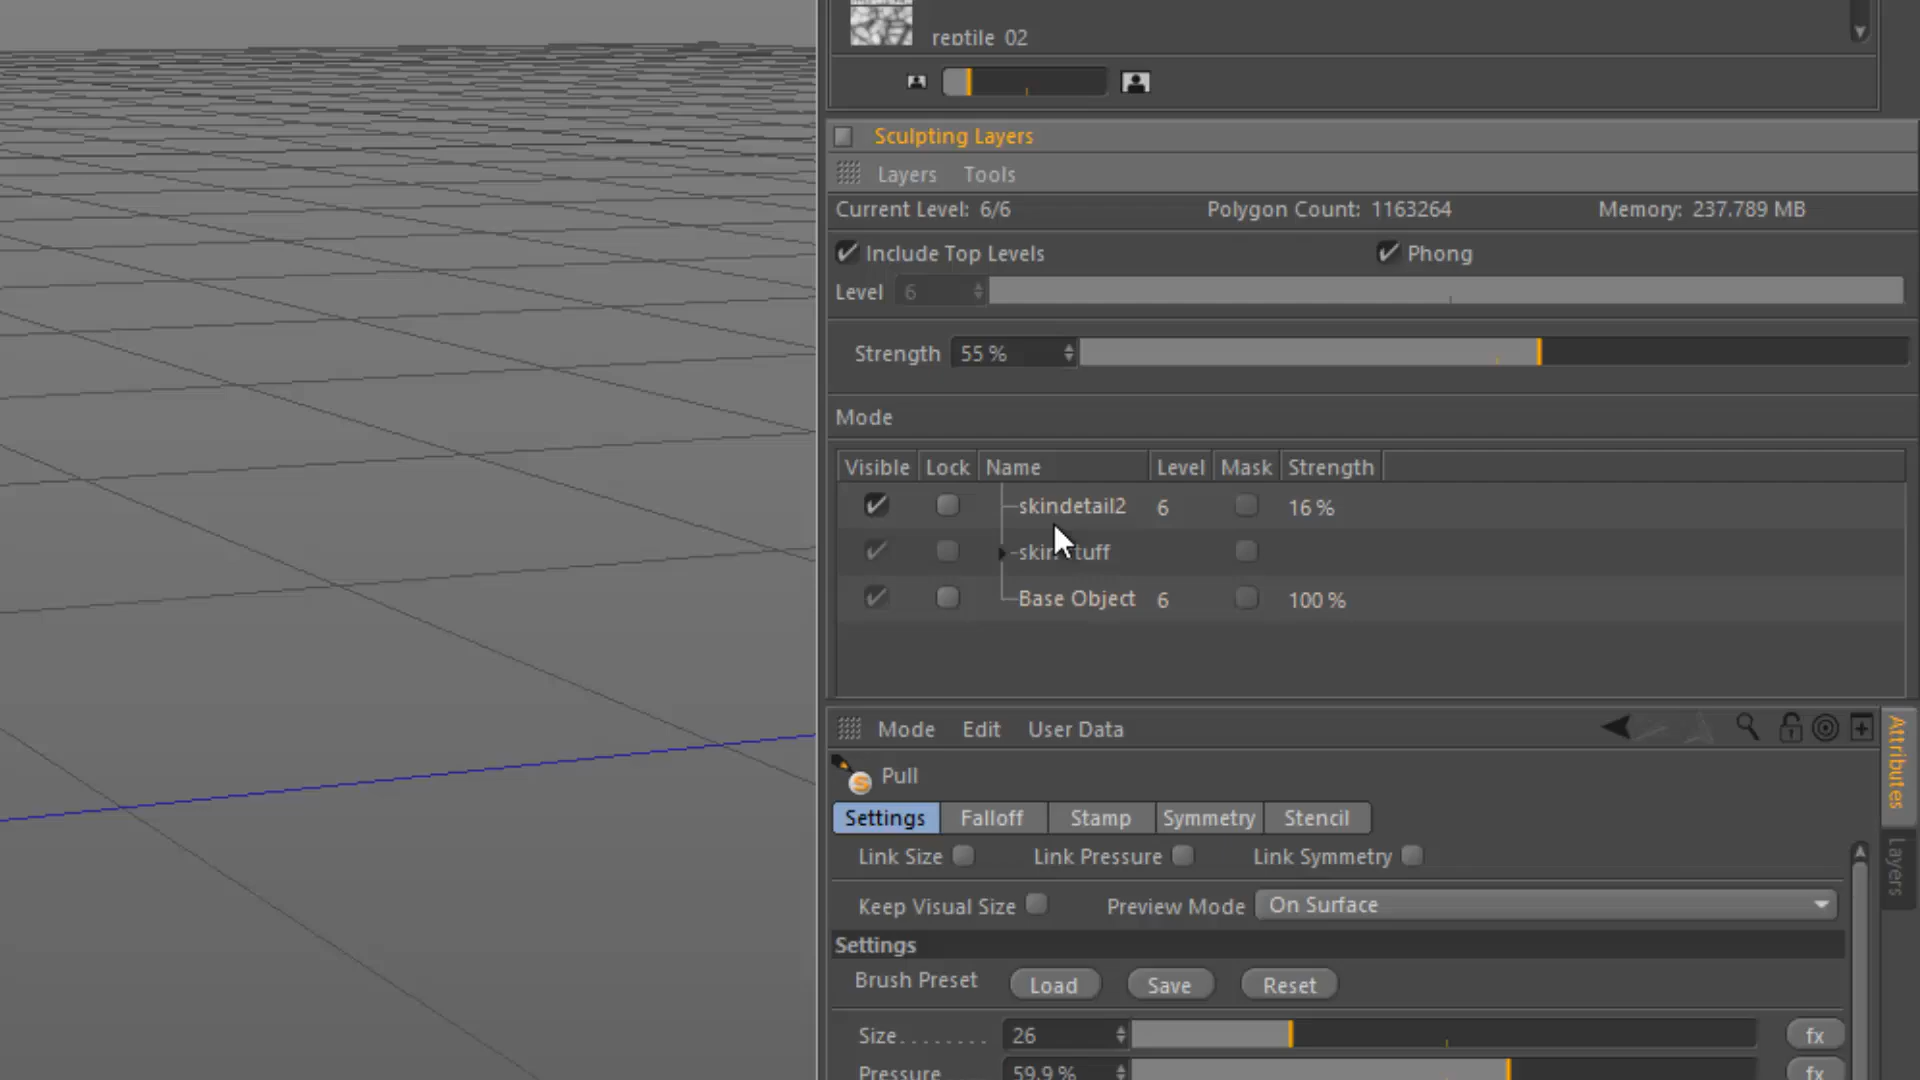 reptile_02
Sculpting Layers
Layers Tools
Current Level: 6/6 Polygon Count: 1163264 Memory: 237.789 MB
Include Top Levels Phong
Level 6
Strength 55 %
Mode
Visible Lock Name Level Mask Strength
skindetail2 6 16 %
Base Object 6 100 %
Mode Edit User Data
Attributes
Pull
Settings Falloff Stamp Symmetry Stencil
Link Size Link Pressure Link Symmetry
Layers
Keep Visual Size Preview Mode On Surface
Settings
Brush Preset Load Save Reset
Size........ 26 fx
Pressure 59.9 % fx